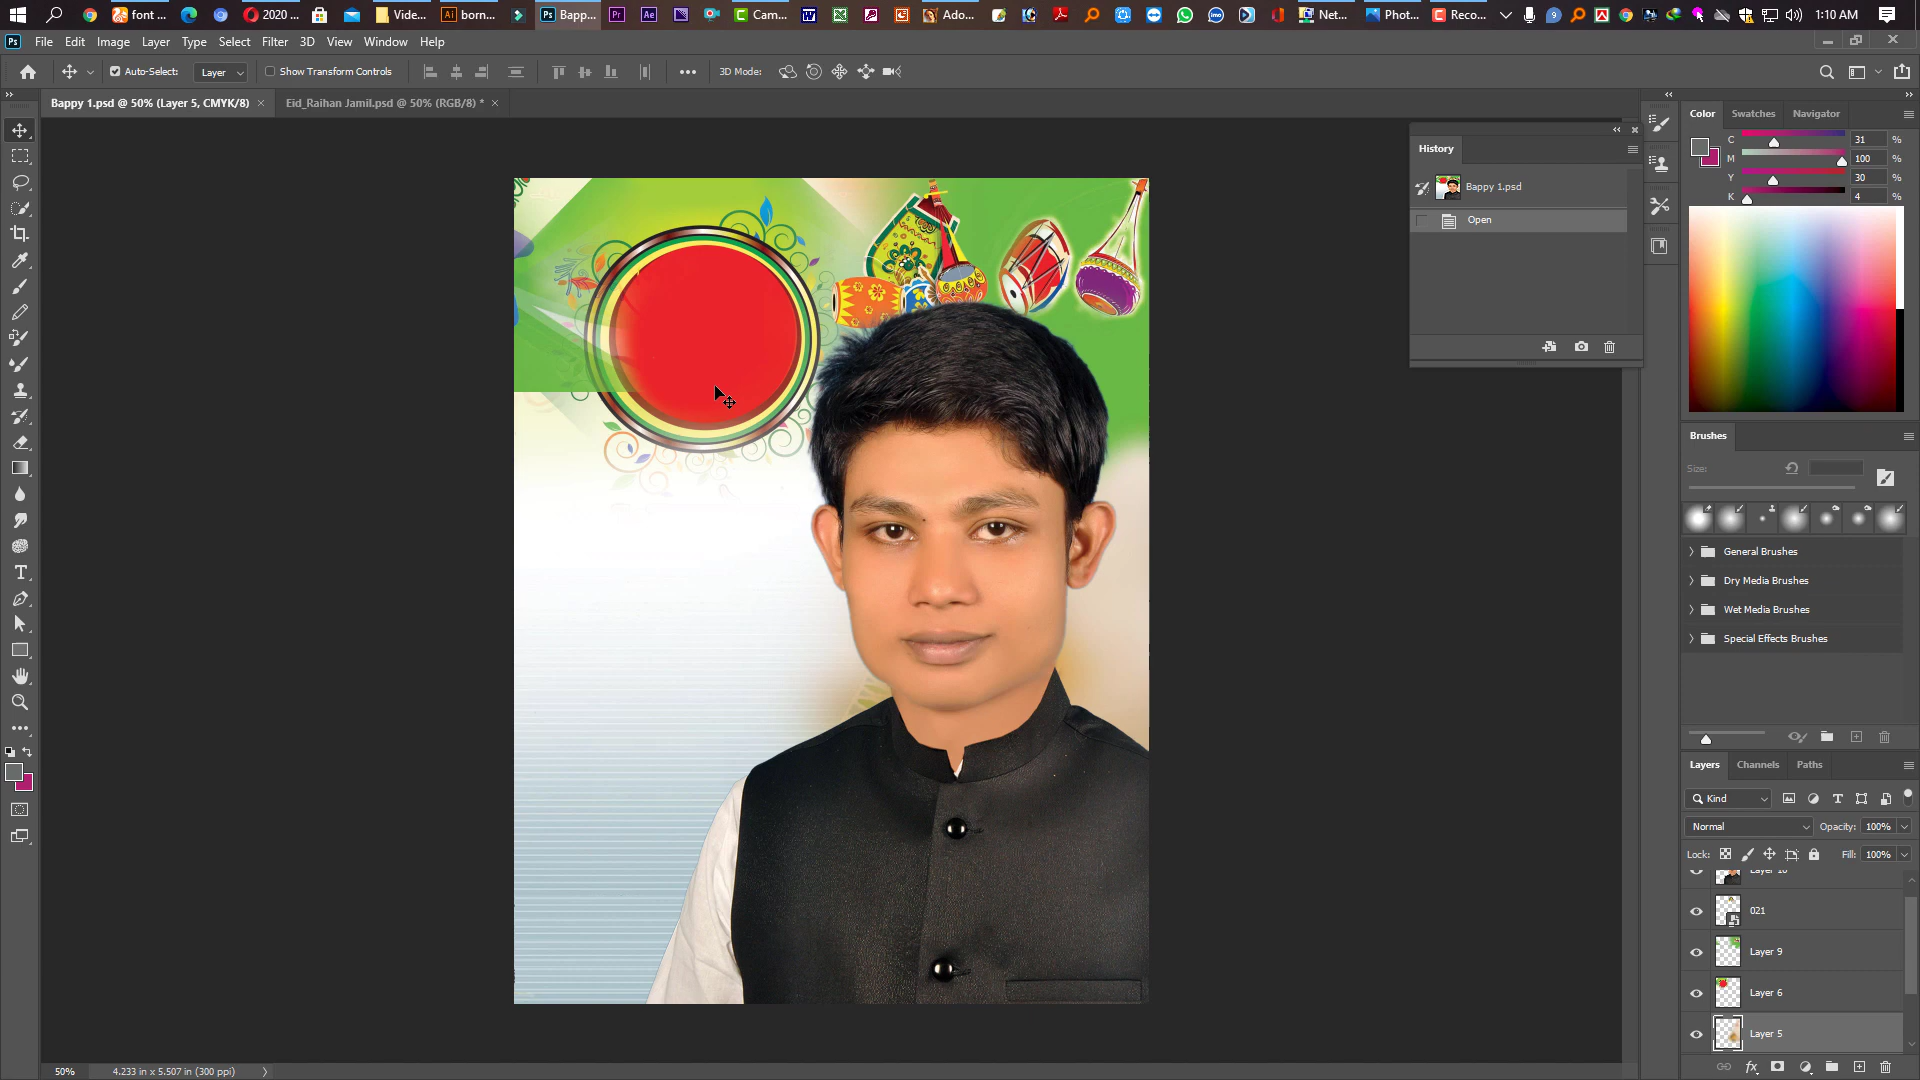 font ...
2020 ...
Vide...
born...
Bapp...
Cam...
Ado...
Net...
Phot...
Reco...
1:10 AM
File Edit Image Layer Type Select Filter 3D View Window Help
Auto-Select: Layer Show Transform Controls 3D Mode:
Bappy 1.psd @ 50% (Layer 5, CMYK/8) Eid_Raihan Jamil.psd @ 50% (RGB/8) *
History
Bappy 1.psd
Open
Color Swatches Navigator
C 31 %
M 100 %
Y 30 %
K 4 %
Brushes
Size:
General Brushes
Dry Media Brushes
Wet Media Brushes
Special Effects Brushes
Layers Channels Paths
Kind
Normal Opacity: 100%
Lock: Fill: 100%
Layer 10
021
Layer 9
Layer 6
Layer 5
50% 4.233 in x 5.507 in (300 ppi)